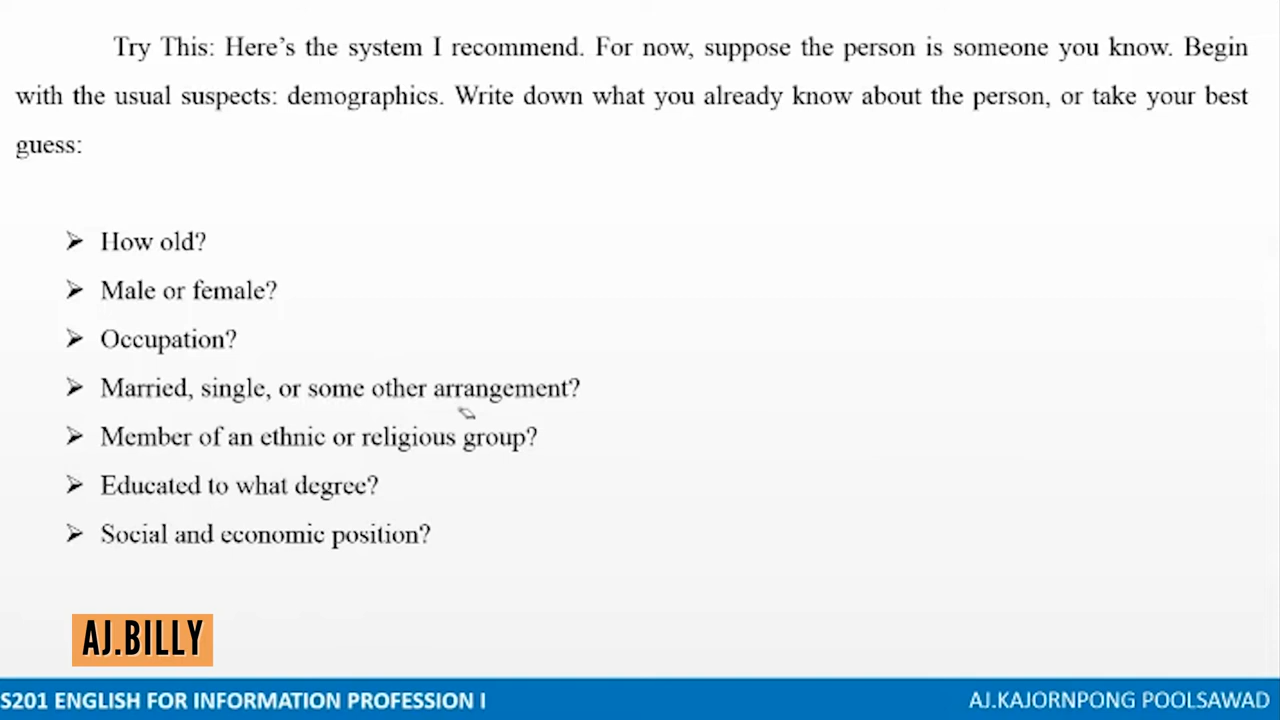 Try This: Here's the system I recommend. For now, suppose the person is someone you know. Begin
with the usual suspects: demographics. Write down what you already know about the person, or take your best
guess:
How old?
Male or female?
Occupation?
Married, single, or some other arrangement?
Member of an ethnic or religious group?
Educated to what degree?
Social and economic position?
AJ.BILLY
S201 ENGLISH FOR INFORMATION PROFESSION I
AJ.KAJORNPONG POOLSAWAD